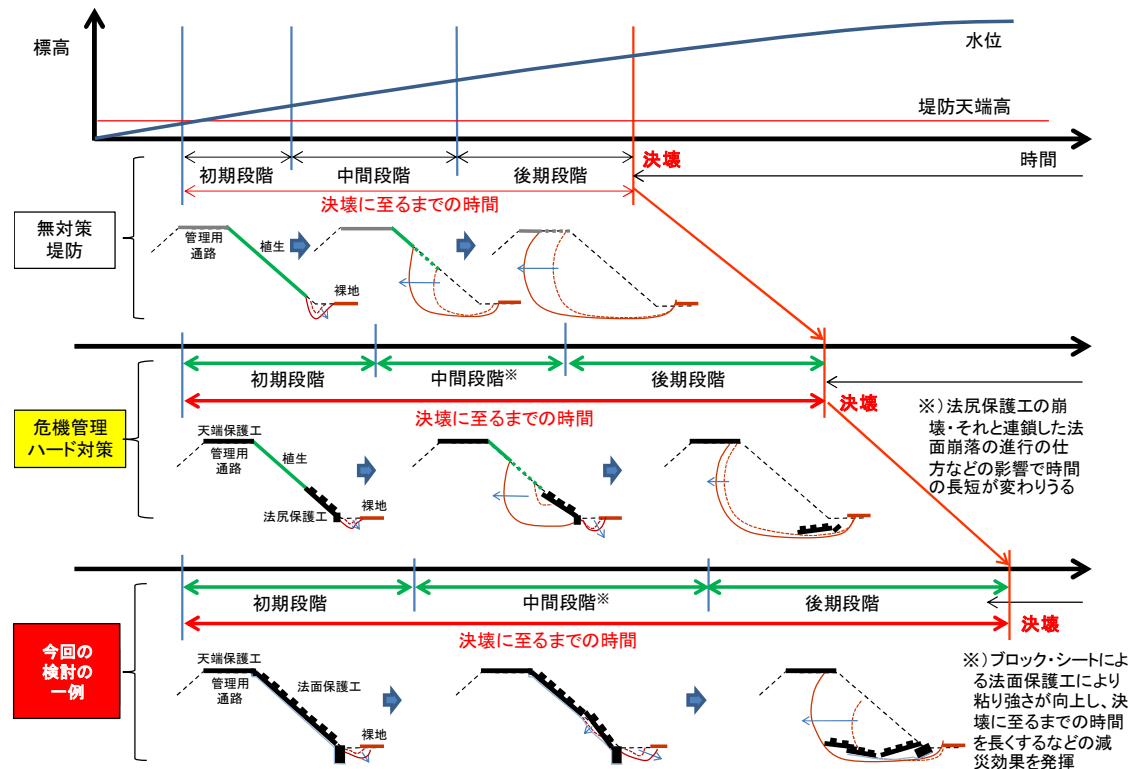 標高
水位
堤防天端高
決壊
時間
初期段階
中間段階
後期段階
決壊に至るまでの時間
無対策
堤防
管理用
通路
植生
裸地
初期段階
中間段階※
後期段階
決壊に至るまでの時間
決壊
危機管理
ハード対策
天端保護工
管理用
通路
植生
裸地
法尻保護工
※）法尻保護工の崩
壊・それと連鎖した法
面崩落の進行の仕
方などの影響で時間
の長短が変わりうる
初期段階
中間段階※
後期段階
決壊に至るまでの時間
決壊
今回の
検討の
一例
天端保護工
管理用
通路
法面保護工
裸地
※）ブロック・シートによ
る法面保護工により
粘り強さが向上し、決
壊に至るまでの時間
を長くするなどの減
災効果を発揮